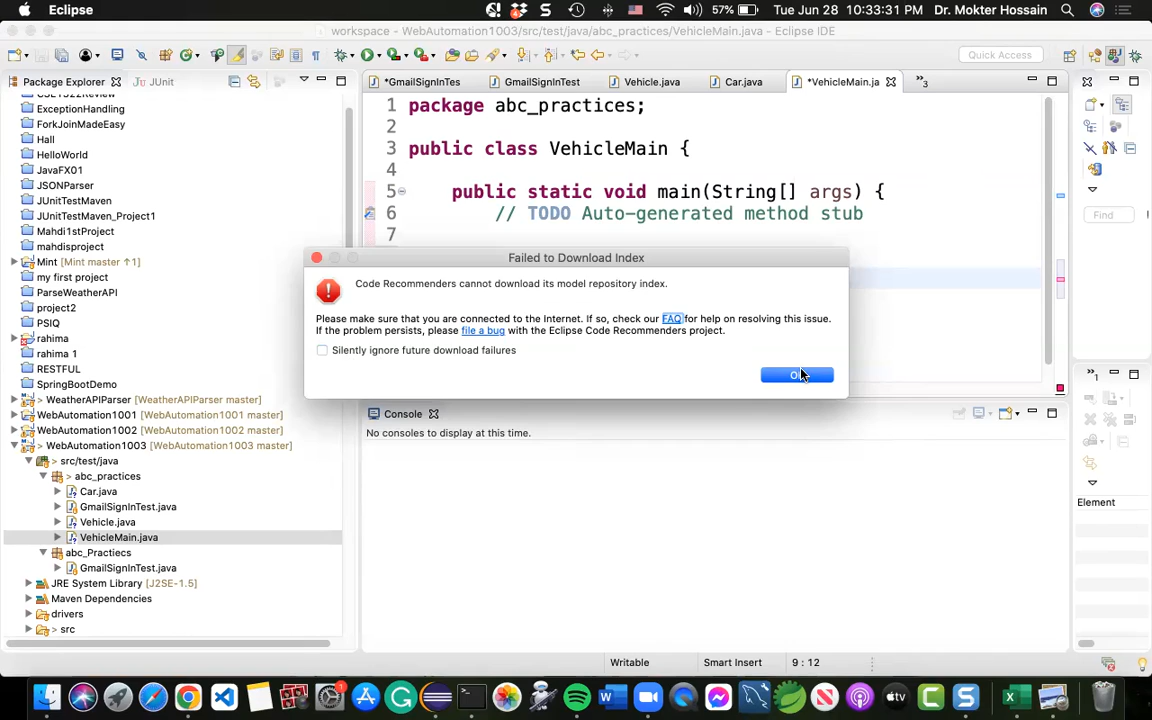 Eclipse
57%
Tue Jun 28 10:33:31 PM
Dr. Mokter Hossain
workspace - WebAutomation1003/src/test/java/abc_practices/VehicleMain.java - Eclipse IDE
Quick Access
Package Explorer
JUnit
*GmailSignInTes
GmailSignInTest
Vehicle.java
Car.java
*VehicleMain.ja
»3
ExceptionHandling
ForkJoinMadeEasy
Hall
HelloWorld
JavaFX01
JSONParser
JUnitTestMaven
JUnitTestMaven_Project1
Mahdi1stProject
mahdisproject
Mint [Mint master ↑1]
my first project
ParseWeatherAPI
project2
PSIQ
rahima
rahima 1
RESTFUL
SpringBootDemo
> WeatherAPIParser [WeatherAPIParser master]
WebAutomation1001 [WebAutomation1001 master]
WebAutomation1002 [WebAutomation1002 master]
> WebAutomation1003 [WebAutomation1003 master]
> src/test/java
> abc_practices
Car.java
GmailSignInTest.java
Vehicle.java
VehicleMain.java
abc_Practiecs
GmailSignInTest.java
JRE System Library [J2SE-1.5]
Maven Dependencies
drivers
> src
1 package abc_practices;
2
3 public class VehicleMain {
4
5 public static void main(String[] args) {
6 // TODO Auto-generated method stub
7
Failed to Download Index
Code Recommenders cannot download its model repository index.
Please make sure that you are connected to the Internet. If so, check our FAQ for help on resolving this issue.
If the problem persists, please file a bug with the Eclipse Code Recommenders project.
Silently ignore future download failures
Console
No consoles to display at this time.
Find
»1
Element
Writable
Smart Insert
9 : 12